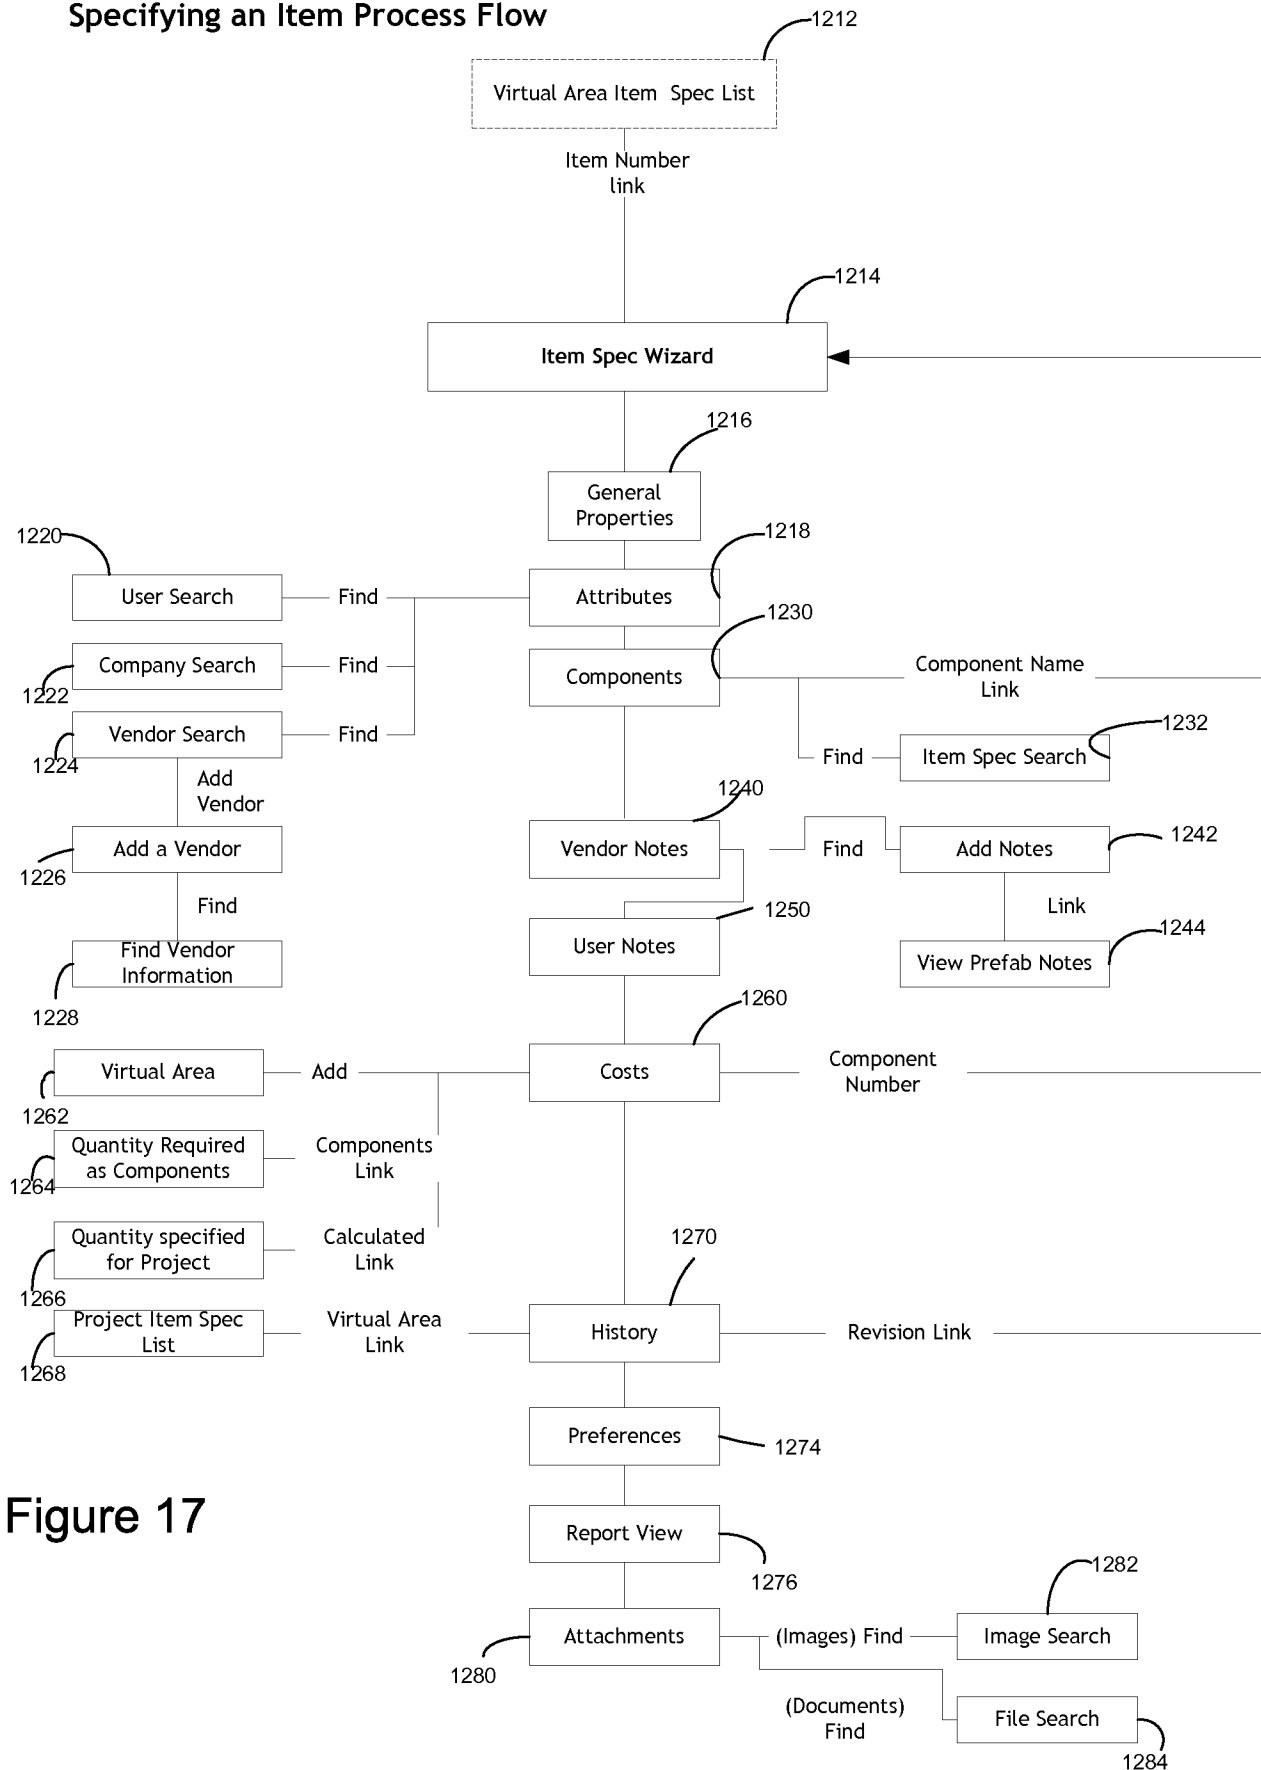 Specifying an Item Process Flow
1212
Virtual Area Item Spec List
Item Number
link
1214
Item Spec Wizard
1216
General
Properties
1220
1218
User Search
Find
Attributes
1230
Company Search
Find
Components
Component Name
Link
1222
1232
Vendor Search
Find
Item Spec Search
Find
1224
Add
Vendor
1240
1242
Add a Vendor
Vendor Notes
Find
Add Notes
1226
Find
1250
Link
1244
Find Vendor
Information
User Notes
View Prefab Notes
1228
1260
Virtual Area
Add
Costs
Component
Number
1262
Quantity Required
as Components
Components
Link
1264
Quantity specified
for Project
Calculated
Link
1270
1266
Project Item Spec
List
Virtual Area
Link
History
Revision Link
1268
Preferences
1274
Figure 17
Report View
1276
1282
Attachments
(Images) Find
Image Search
1280
(Documents)
Find
File Search
1284